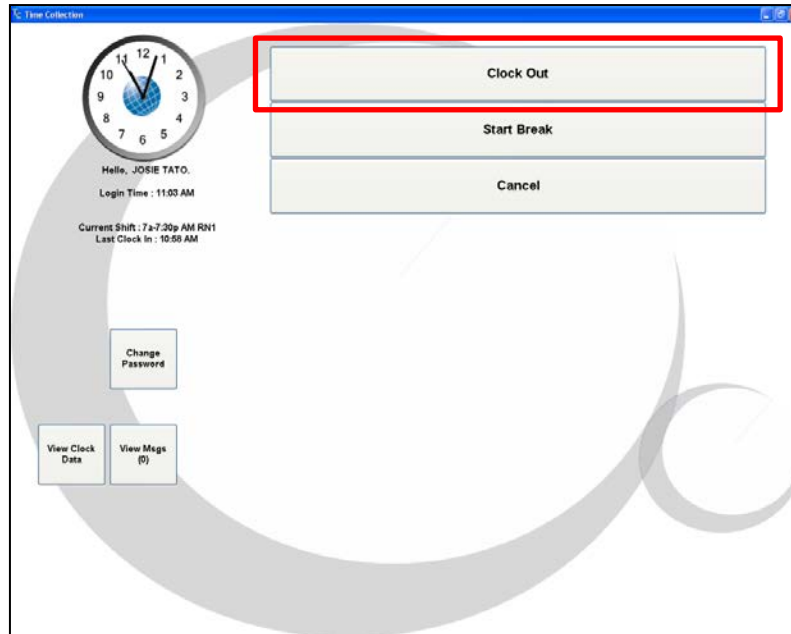 Time Collection
12
11
1
10
2
9
3
8
4
7
6
5
Hello, JOSIE TATO.
Login Time : 11:03 AM
Current Shift : 7a-7:30p AM RN1
Last Clock In : 10:58 AM
Clock Out
Start Break
Cancel
Change
Password
View Clock
Data
View Msgs
(0)